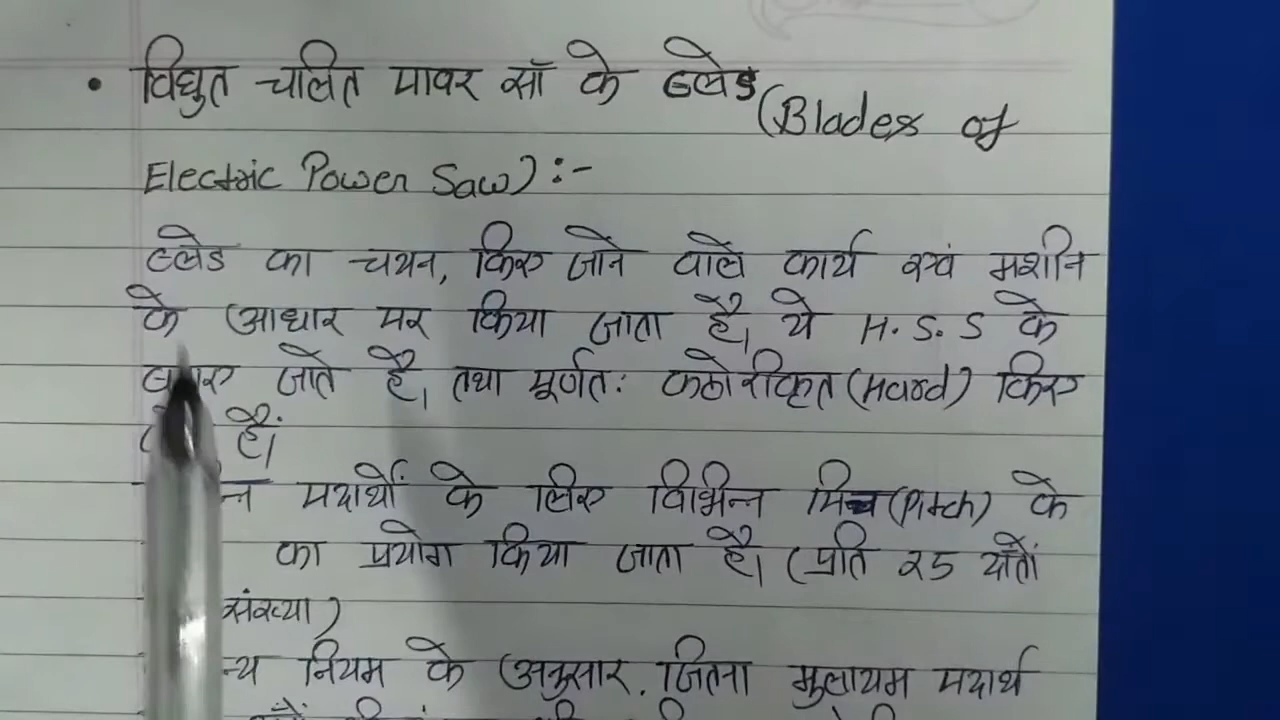 • विद्युत चलित पावर सॉ के ब्लेड (Blades of
Electric Power Saw) :-
ब्लेड का चयन, किए जाने वाले कार्य एवं मशीन
के आधार पर किया जाता है। ये H.S.S के
जाते है। तथा पूर्णत: कठोरीकृत (Hard) किए
हैं।
पदार्थों के लिए विभिन्न पिच (Pitch) के
का प्रयोग किया जाता है। (प्रति 25
संख्या)
नियम के अनुसार. जितना मुलायम पदार्थ